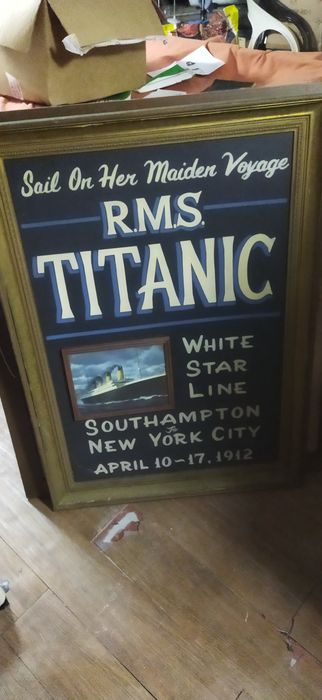 Sail On Her Maiden Voyage
R.M.S.
TITANIC
WHITE
STAR
LINE
SOUTHAMPTON
To
NEW YORK CITY
APRIL 10-17, 1912